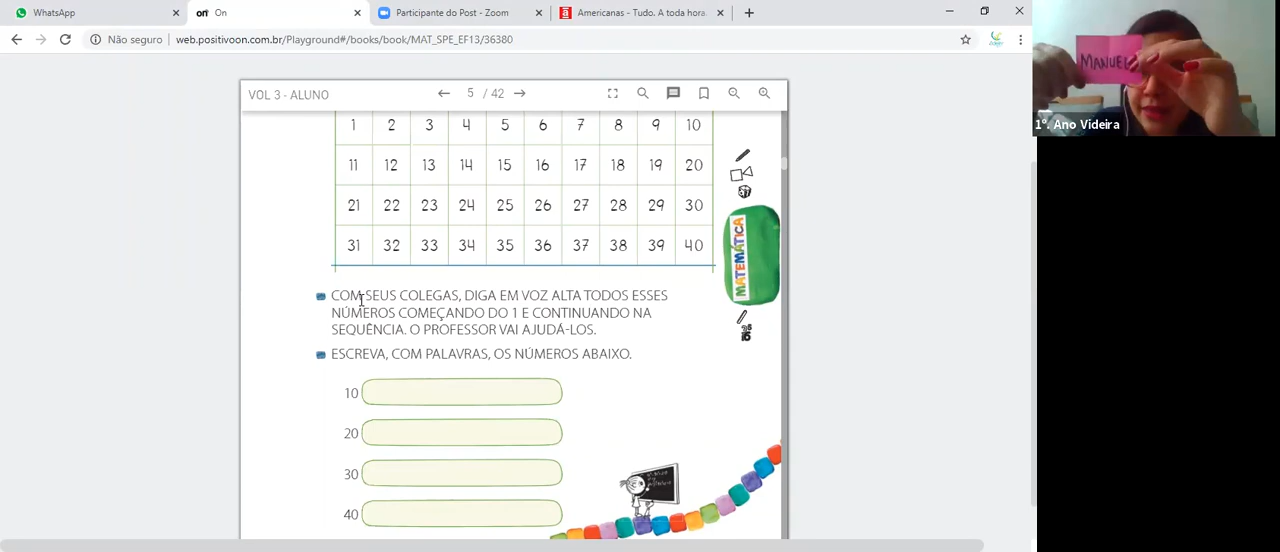 WhatsApp
on On
Participante do Post - Zoom
a Americanas - Tudo. A toda hora.
Não seguro
web.positivoon.com.br/Playground#/books/book/MAT_SPE_EF13/36380
VOL 3 - ALUNO
5 / 42
1 2 3 4 5 6 7 8 9 10
11 12 13 14 15 16 17 18 19 20
21 22 23 24 25 26 27 28 29 30
31 32 33 34 35 36 37 38 39 40
MATEMÁTICA
COM SEUS COLEGAS, DIGA EM VOZ ALTA TODOS ESSES
NÚMEROS COMEÇANDO DO 1 E CONTINUANDO NA
SEQUÊNCIA. O PROFESSOR VAI AJUDÁ-LOS.
ESCREVA, COM PALAVRAS, OS NÚMEROS ABAIXO.
10
20
30
40
MANUEL
1º. Ano Videira